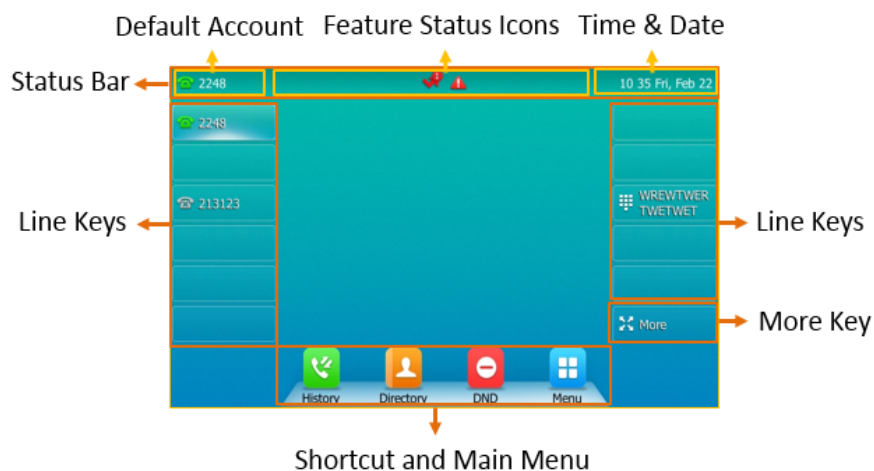 Default Account Feature Status Icons Time & Date
Status Bar
2248
10 35 Fri, Feb 22
2248
213123
WREWTWER
TWETWET
Line Keys
Line Keys
More
More Key
History Directory DND Menu
Shortcut and Main Menu